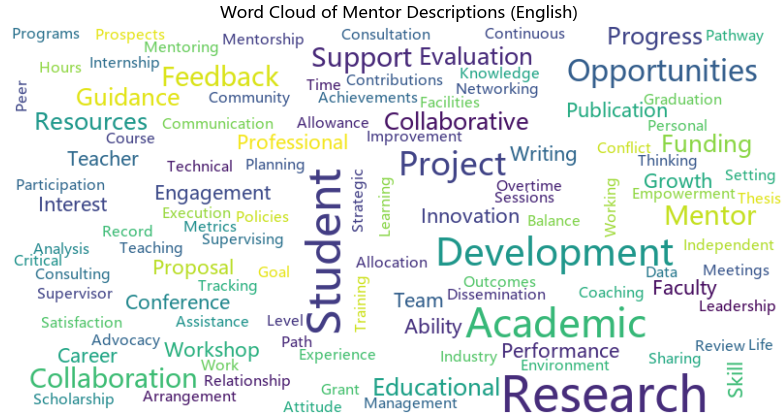 Word Cloud of Mentor Descriptions (English)
Programs
Prospects
Consultation
Continuous
Mentoring
Mentorship
Progress
Pathway
Hours
Internship
Support
Evaluation
Feedback
Time
Contributions
Knowledge
Opportunities
Peer
Guidance
Community
Achievements
Networking
Facilities
Graduation
Resources
Communication
Allowance
Collaborative
Publication
Personal
Course
Professional
Improvement
Conflict
Funding
Teacher
Technical
Planning
Project
Writing
Thinking
Participation
Engagement
Student
Strategic
Learning
Overtime
Sessions
Growth
Setting
Empowerment
Thesis
Interest
Execution
Policies
Innovation
Balance
Working
Mentor
Record
Metrics
Analysis
Teaching
Supervising
Development
Independent
Critical
Consulting
Proposal
Goal
Allocation
Data
Meetings
Supervisor
Tracking
Training
Outcomes
Coaching
Faculty
Conference
Team
Dissemination
Leadership
Satisfaction
Assistance
Level
Ability
Academic
Advocacy
Path
Review
Life
Career
Workshop
Experience
Industry
Performance
Sharing
Collaboration
Work
Relationship
Environment
Skill
Scholarship
Arrangement
Grant
Educational
Research
Attitude
Management